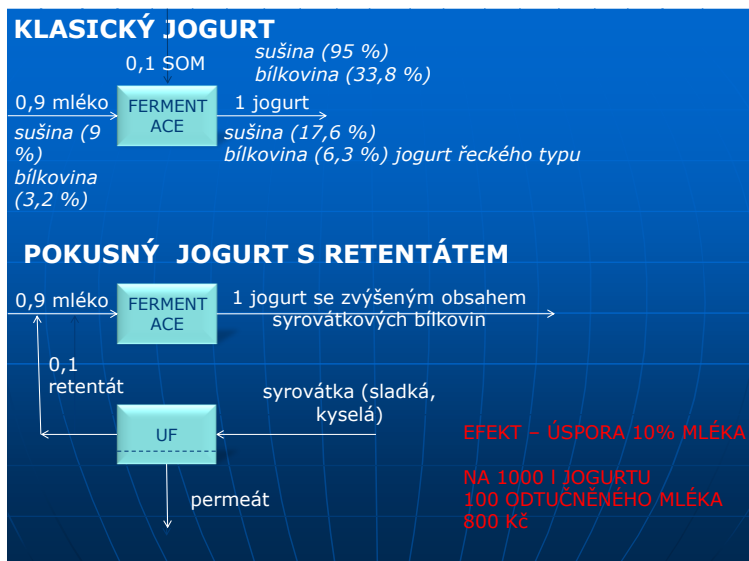 KLASICKÝ JOGURT
sušina (95 %)
bílkovina (33,8 %)
0,1 SOM
0,9 mléko
FERMENT
ACE
1 jogurt
sušina (9
%)
bílkovina
(3,2 %)
sušina (17,6 %)
bílkovina (6,3 %) jogurt řeckého typu
POKUSNÝ JOGURT S RETENTÁTEM
0,9 mléko
FERMENT
ACE
1 jogurt se zvýšeným obsahem
syrovátkových bílkovin
0,1
retentát
syrovátka (sladká,
kyselá)
UF
permeát
EFEKT – ÚSPORA 10% MLÉKA
NA 1000 l JOGURTU
100 ODTUČNĚNÉHO MLÉKA
800 Kč